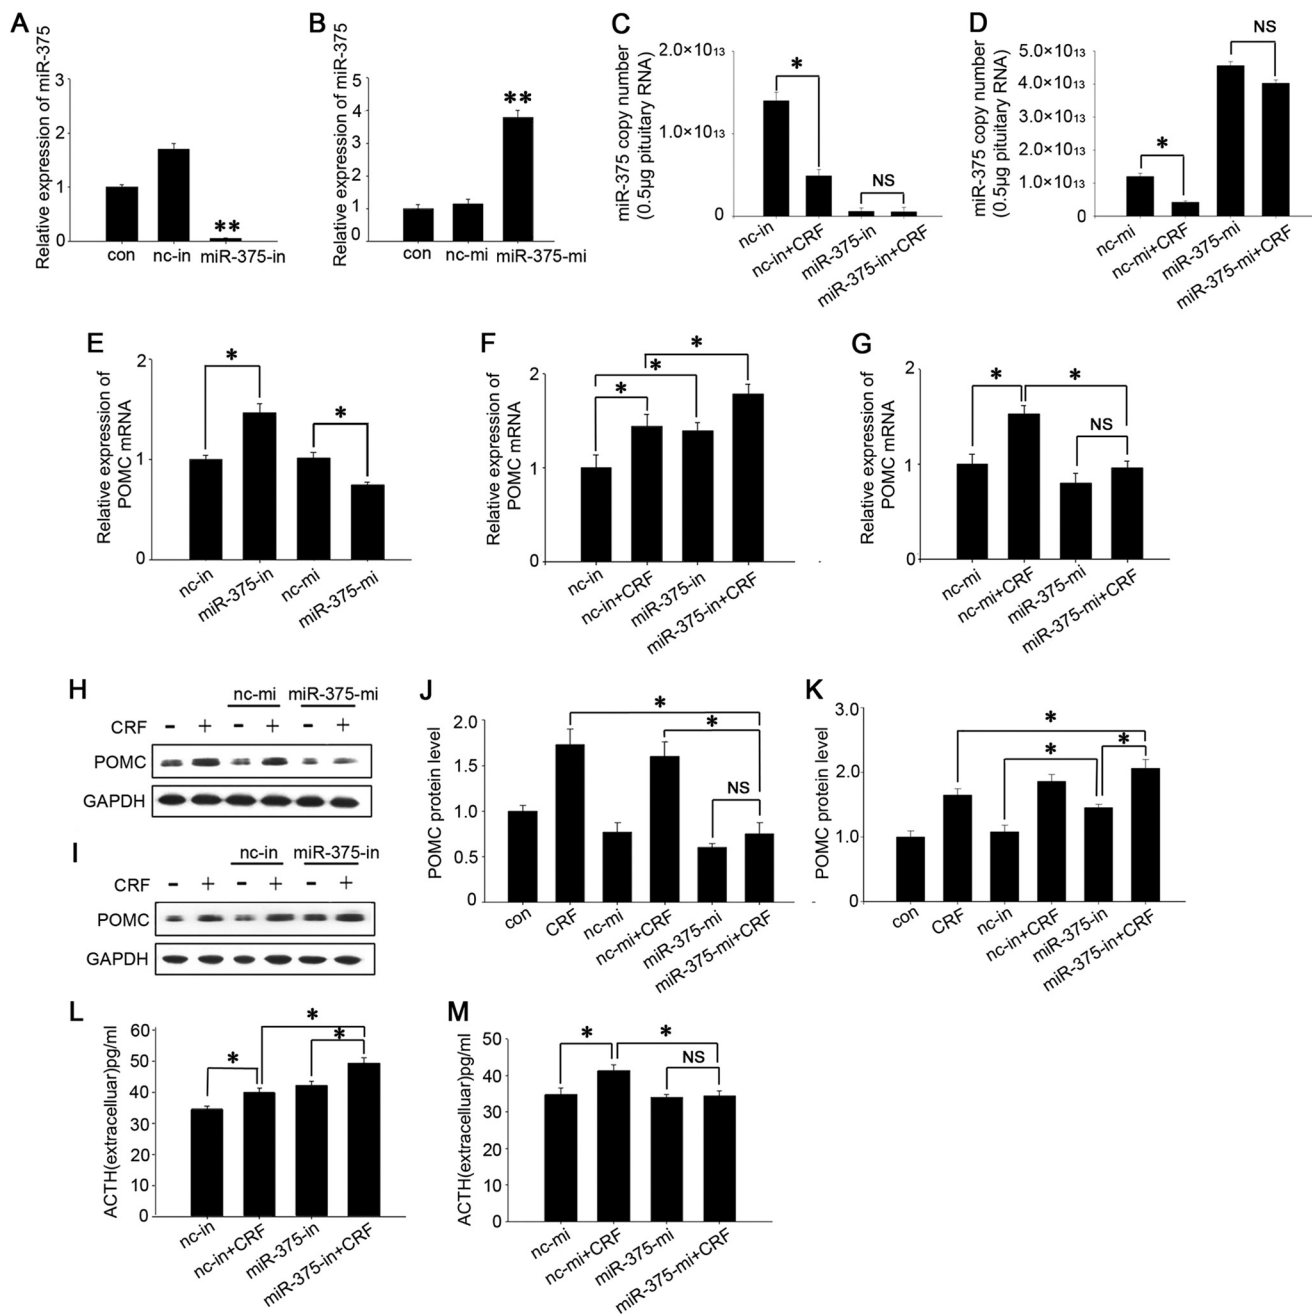 A
Relative expression of miR-375
3
2
1
0
**
con
nc-in
miR-375-in
B
Relative expression of miR-375
5
4
3
2
1
0
**
con
nc-mi
miR-375-mi
C
miR-375 copy number
(0.5µg pituitary RNA)
2.0×10¹³
1.0×10¹³
0
*
NS
nc-in
nc-in+CRF
miR-375-in
miR-375-in+CRF
D
miR-375 copy number
(0.5µg pituitary RNA)
5.0×10¹³
4.0×10¹³
3.0×10¹³
2.0×10¹³
1.0×10¹³
0
*
NS
nc-mi
nc-mi+CRF
miR-375-mi
miR-375-mi+CRF
E
Relative expression of
POMC mRNA
2
1
0
*
*
nc-in
miR-375-in
nc-mi
miR-375-mi
F
Relative expression of
POMC mRNA
2
1
0
*
*
*
nc-in
nc-in+CRF
miR-375-in
miR-375-in+CRF
G
Relative expression of
POMC mRNA
2
1
0
*
*
NS
nc-mi
nc-mi+CRF
miR-375-mi
miR-375-mi+CRF
H
nc-mi miR-375-mi
CRF - + - + - +
POMC
GAPDH
I
nc-in miR-375-in
CRF - + - + - +
POMC
GAPDH
J
POMC protein level
2.0
1.5
1.0
0.5
0
*
*
NS
con
CRF
nc-mi
nc-mi+CRF
miR-375-mi
miR-375-mi+CRF
K
POMC protein level
3.0
2.0
1.0
0
*
*
*
con
CRF
nc-in
nc-in+CRF
miR-375-in
miR-375-in+CRF
L
ACTH(extracelluar)pg/ml
60
50
40
30
20
10
0
*
*
*
nc-in
nc-in+CRF
miR-375-in
miR-375-in+CRF
M
ACTH(extracelluar)pg/ml
50
40
30
20
10
0
*
*
NS
nc-mi
nc-mi+CRF
miR-375-mi
miR-375-mi+CRF